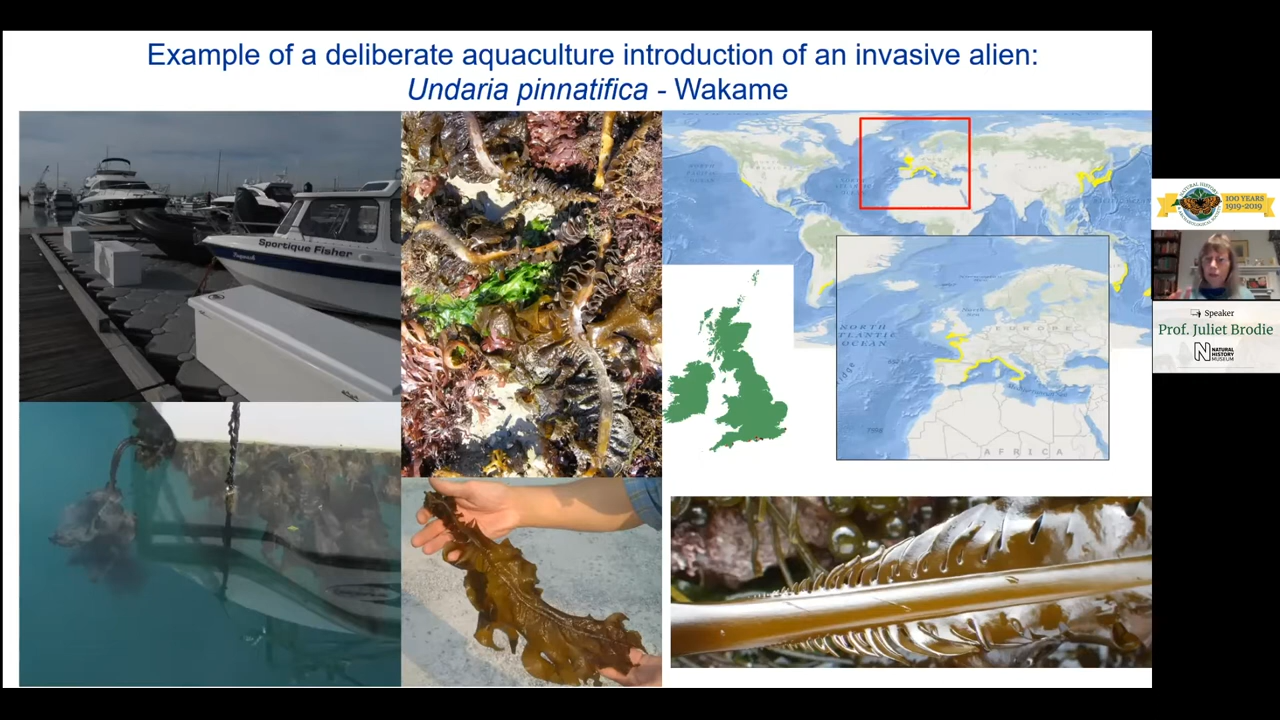 Example of a deliberate aquaculture introduction of an invasive alien:
Undaria pinnatifica - Wakame
Sportique Fisher
NORTH
ATLANTIC
OCEAN
EUROPE
AFRICA
100 YEARS
1919-2019
Speaker
Prof. Juliet Brodie
NATURAL
HISTORY
MUSEUM